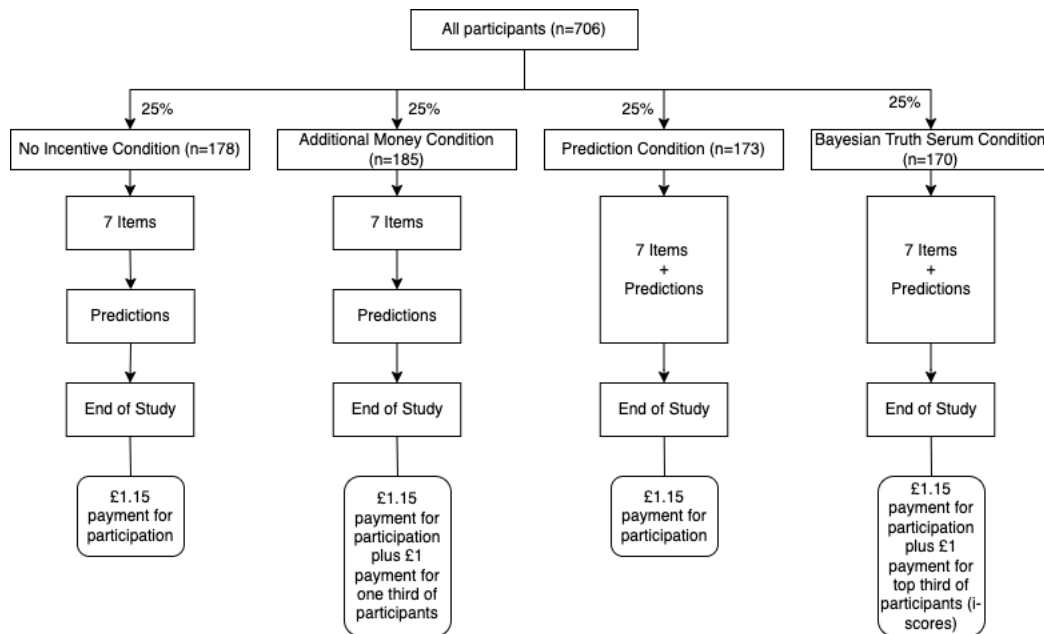 All participants (n=706)
25%
25%
25%
25%
No Incentive Condition (n=178)
Additional Money Condition
(n=185)
Prediction Condition (n=173)
Bayesian Truth Serum Condition
(n=170)
7 Items
7 Items
7 Items
+
Predictions
7 Items
+
Predictions
Predictions
Predictions
End of Study
End of Study
End of Study
End of Study
£1.15
payment for
participation
£1.15
payment for
participation
plus £1
payment for
one third of
participants
£1.15
payment for
participation
£1.15
payment for
participation
plus £1
payment for
top third of
participants (i-
scores)